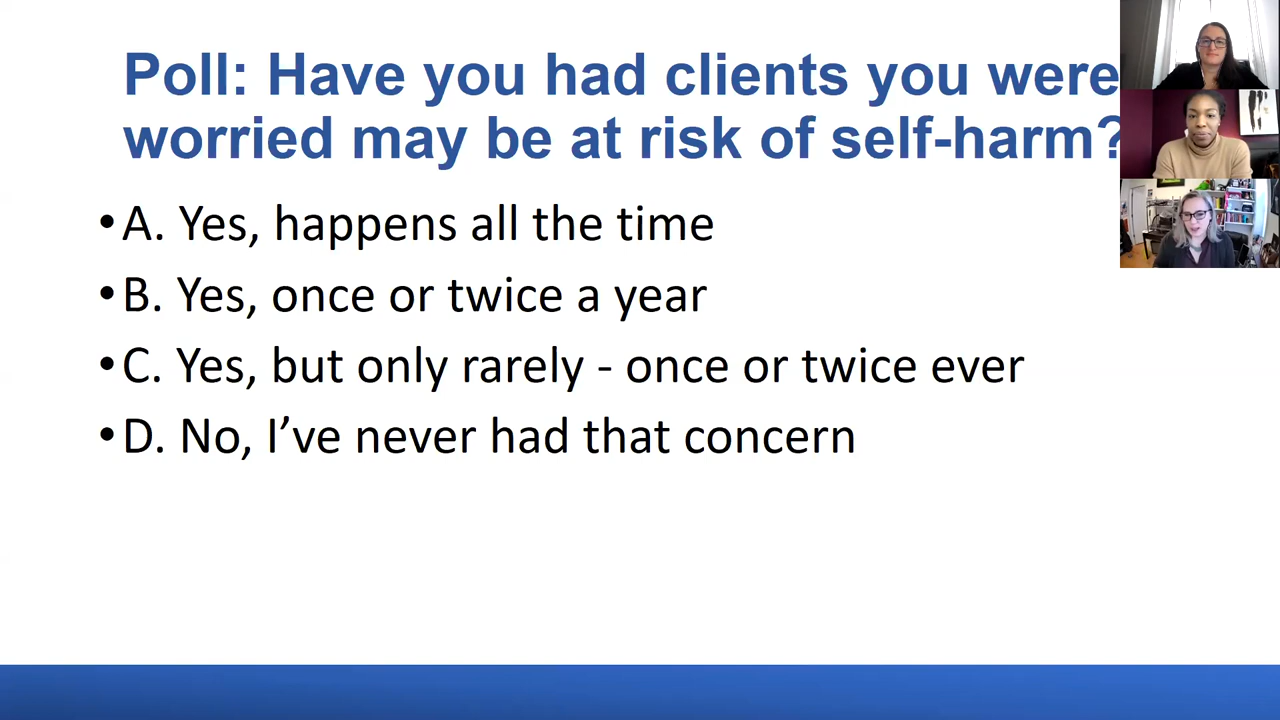 Poll: Have you had clients you were
worried may be at risk of self-harm?
•A. Yes, happens all the time
•B. Yes, once or twice a year
•C. Yes, but only rarely - once or twice ever
•D. No, I’ve never had that concern